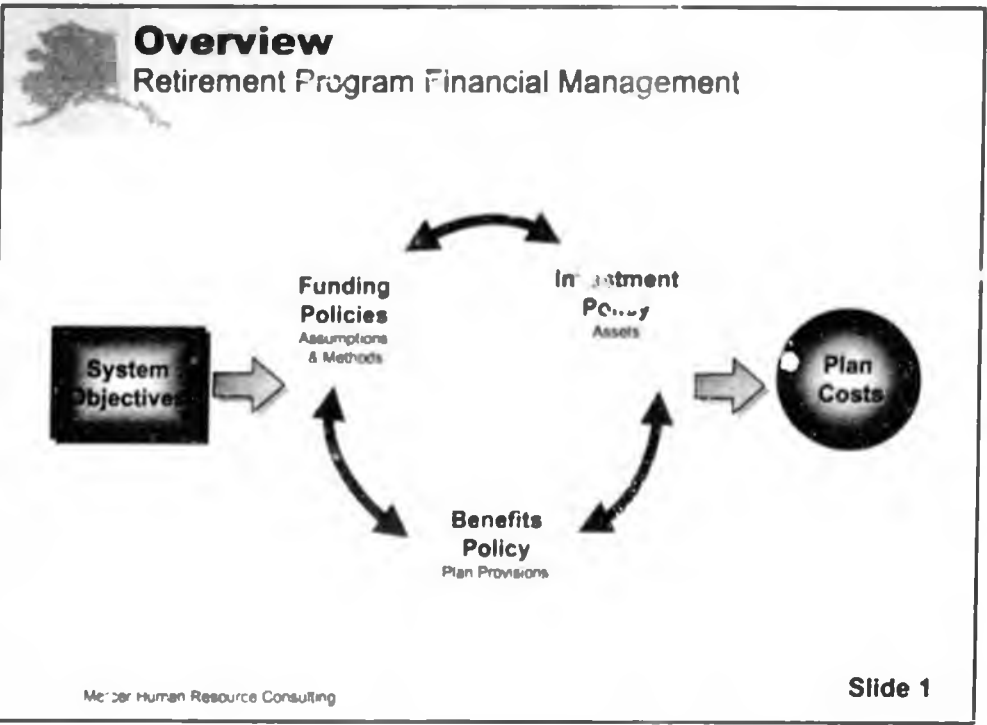 Overview
Retirement Program Financial Management
Funding
Policies
Assumptions
& Methods
Investment
Policy
Assets
System
Objectives
Plan
Costs
Benefits
Policy
Plan Provisions
Mercer Human Resource Consulting
Slide 1